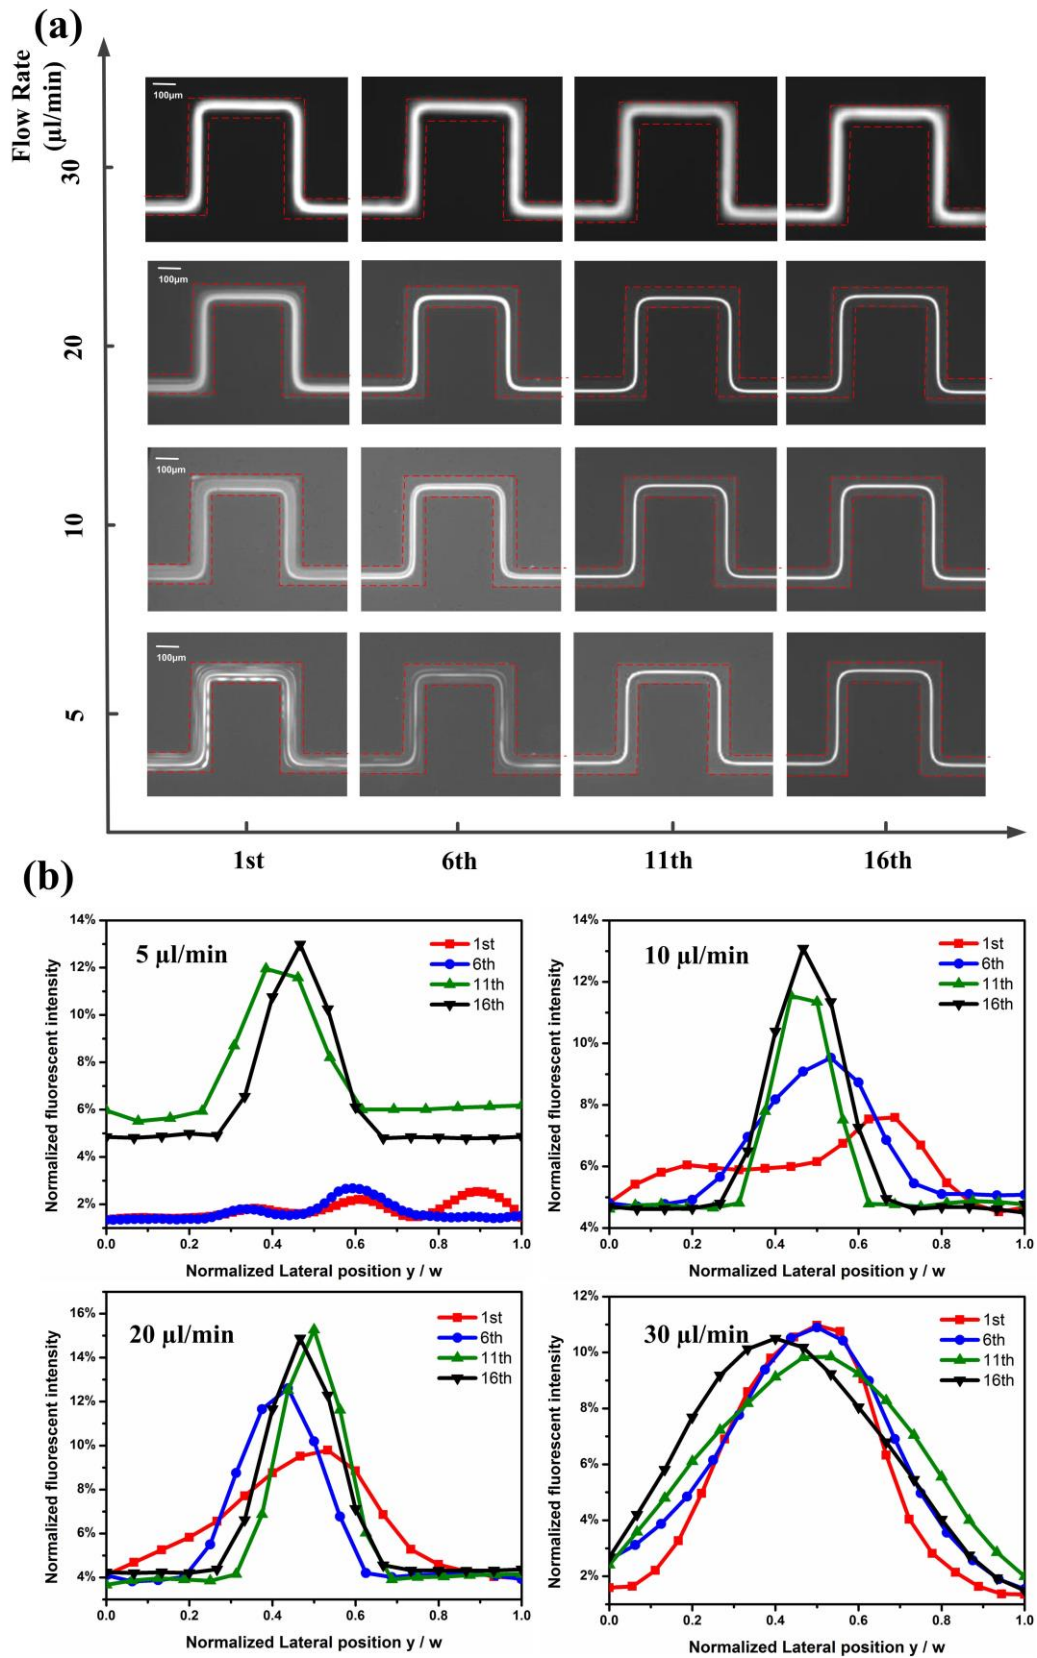 (a)
Flow Rate
(μl/min)
30
100μm
20
100μm
10
100μm
5
100μm
1st
6th
11th
16th
(b)
5 μl/min
1st
6th
11th
16th
14%
12%
10%
8%
6%
4%
2%
Normalized fluorescent intensity
0.0
0.2
0.4
0.6
0.8
1.0
Normalized Lateral position y / w
10 μl/min
1st
6th
11th
16th
14%
12%
10%
8%
6%
4%
Normalized fluorescent intensity
0.0
0.2
0.4
0.6
0.8
1.0
Normalized Lateral position y / w
20 μl/min
1st
6th
11th
16th
16%
14%
12%
10%
8%
6%
4%
Normalized fluorescent intensity
0.0
0.2
0.4
0.6
0.8
1.0
Normalized Lateral position y / w
30 μl/min
1st
6th
11th
16th
12%
10%
8%
6%
4%
2%
Normalized fluorescent intensity
0.0
0.2
0.4
0.6
0.8
1.0
Normalized Lateral position y / w